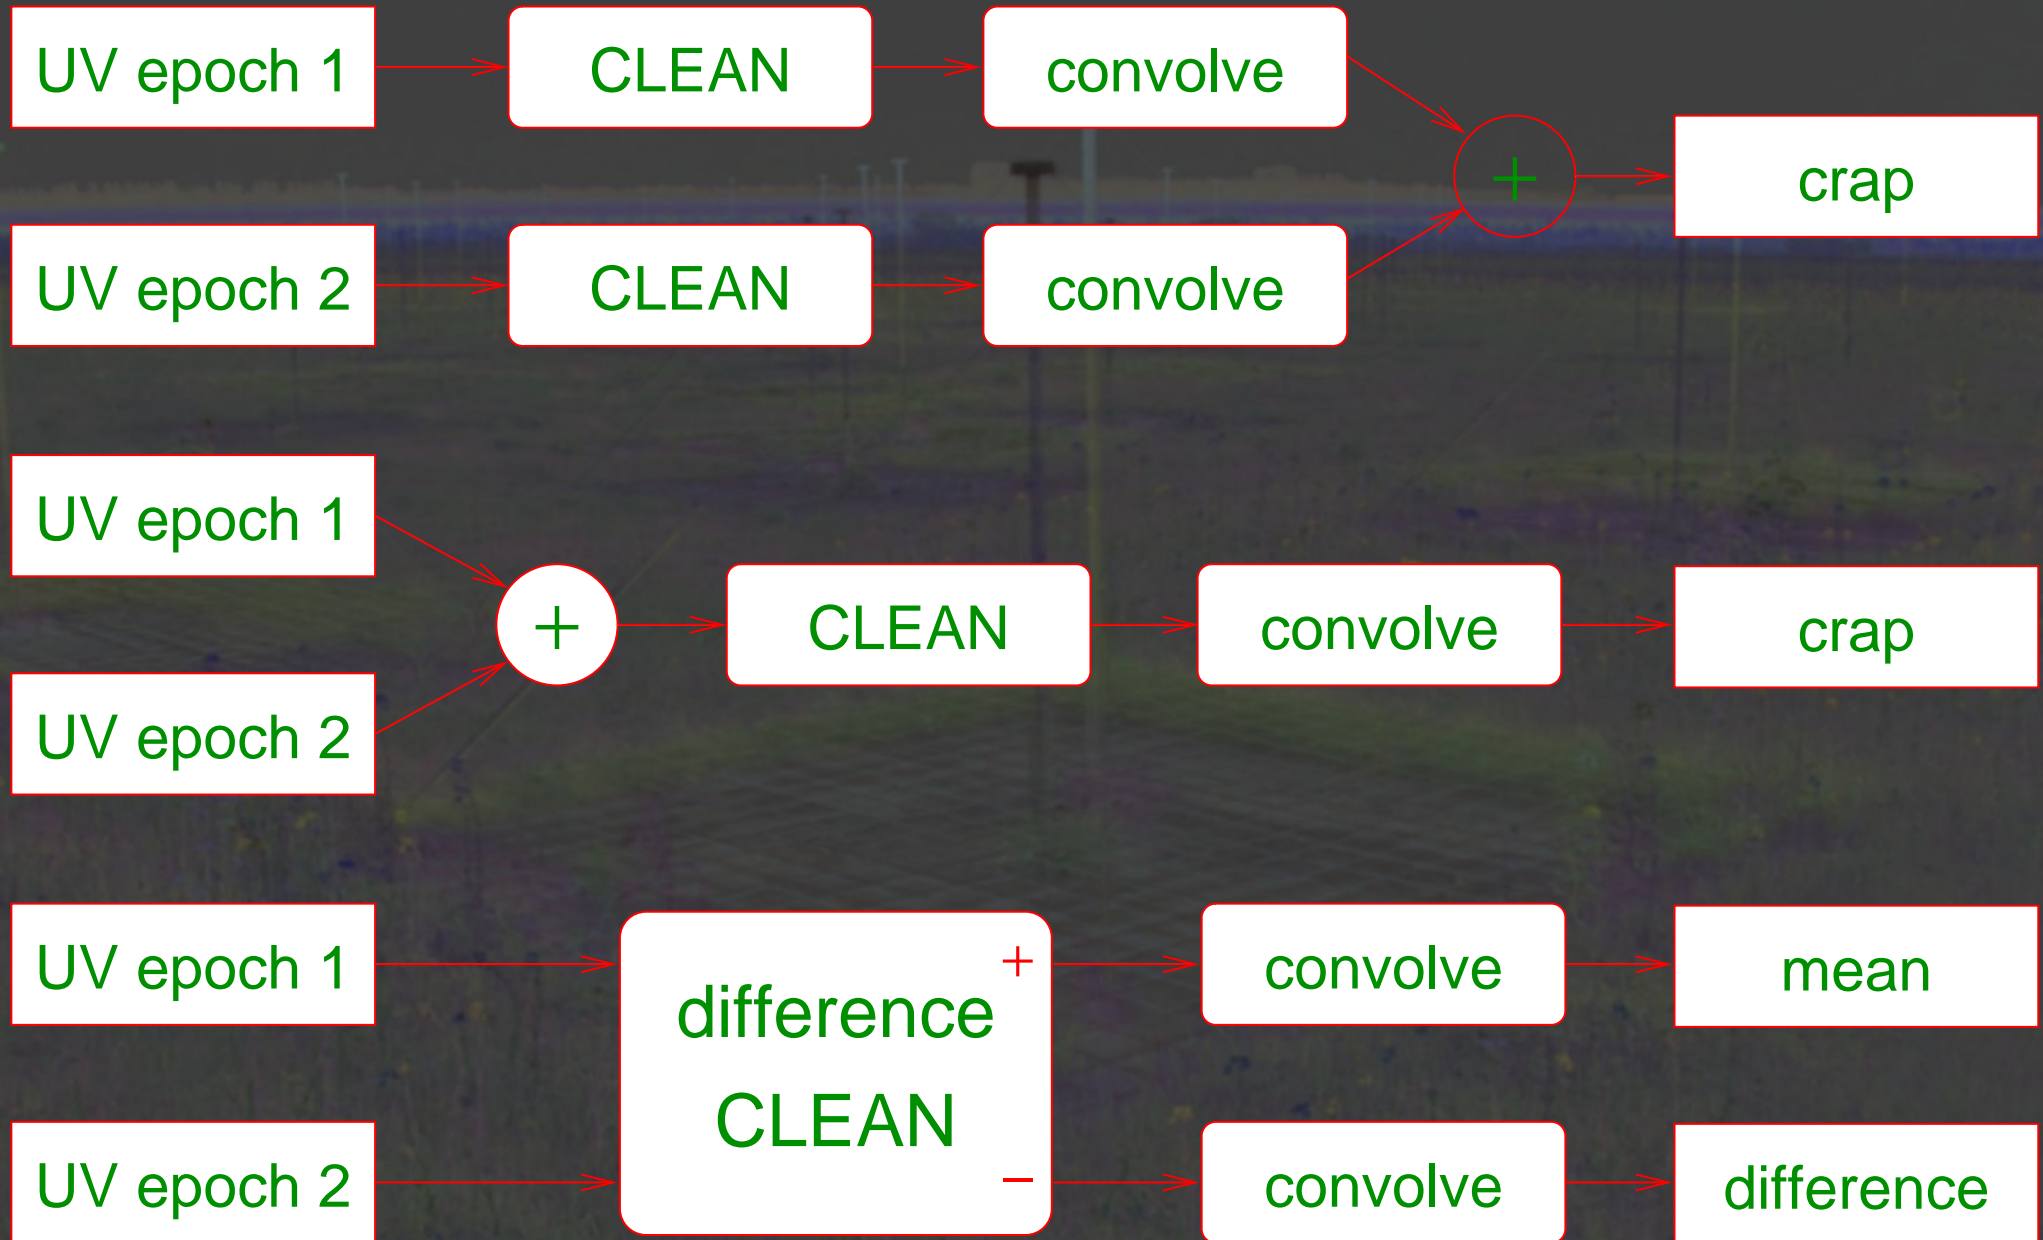 UV epoch 1
CLEAN
convolve
+
crap
UV epoch 2
CLEAN
convolve
UV epoch 1
+
CLEAN
convolve
crap
UV epoch 2
UV epoch 1
difference
CLEAN
+
−
convolve
mean
UV epoch 2
convolve
difference